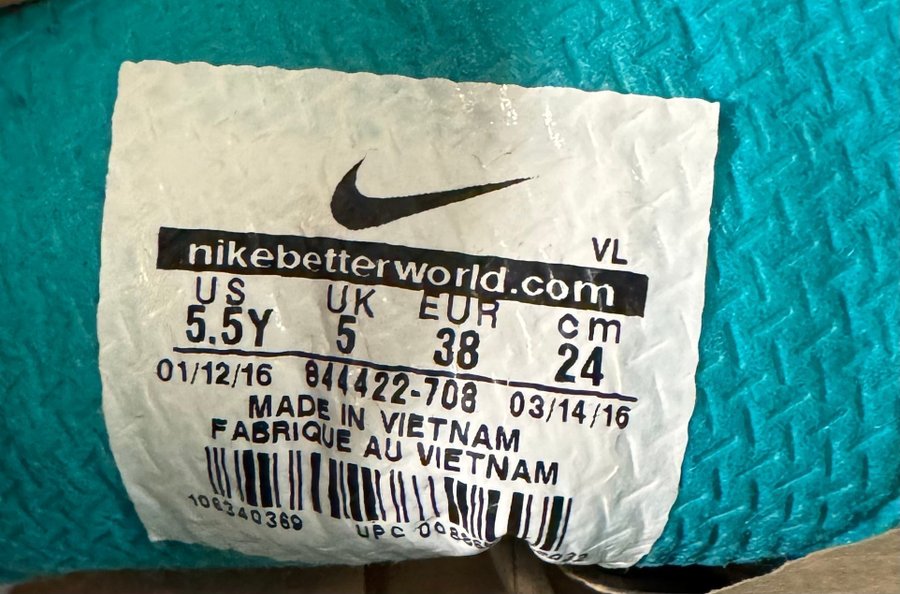 VL
nikebetterworld.com
US UK EUR cm
5.5Y 5 38 24
01/12/16 844422-708 03/14/16
MADE IN VIETNAM
FABRIQUE AU VIETNAM
106340369 UPC